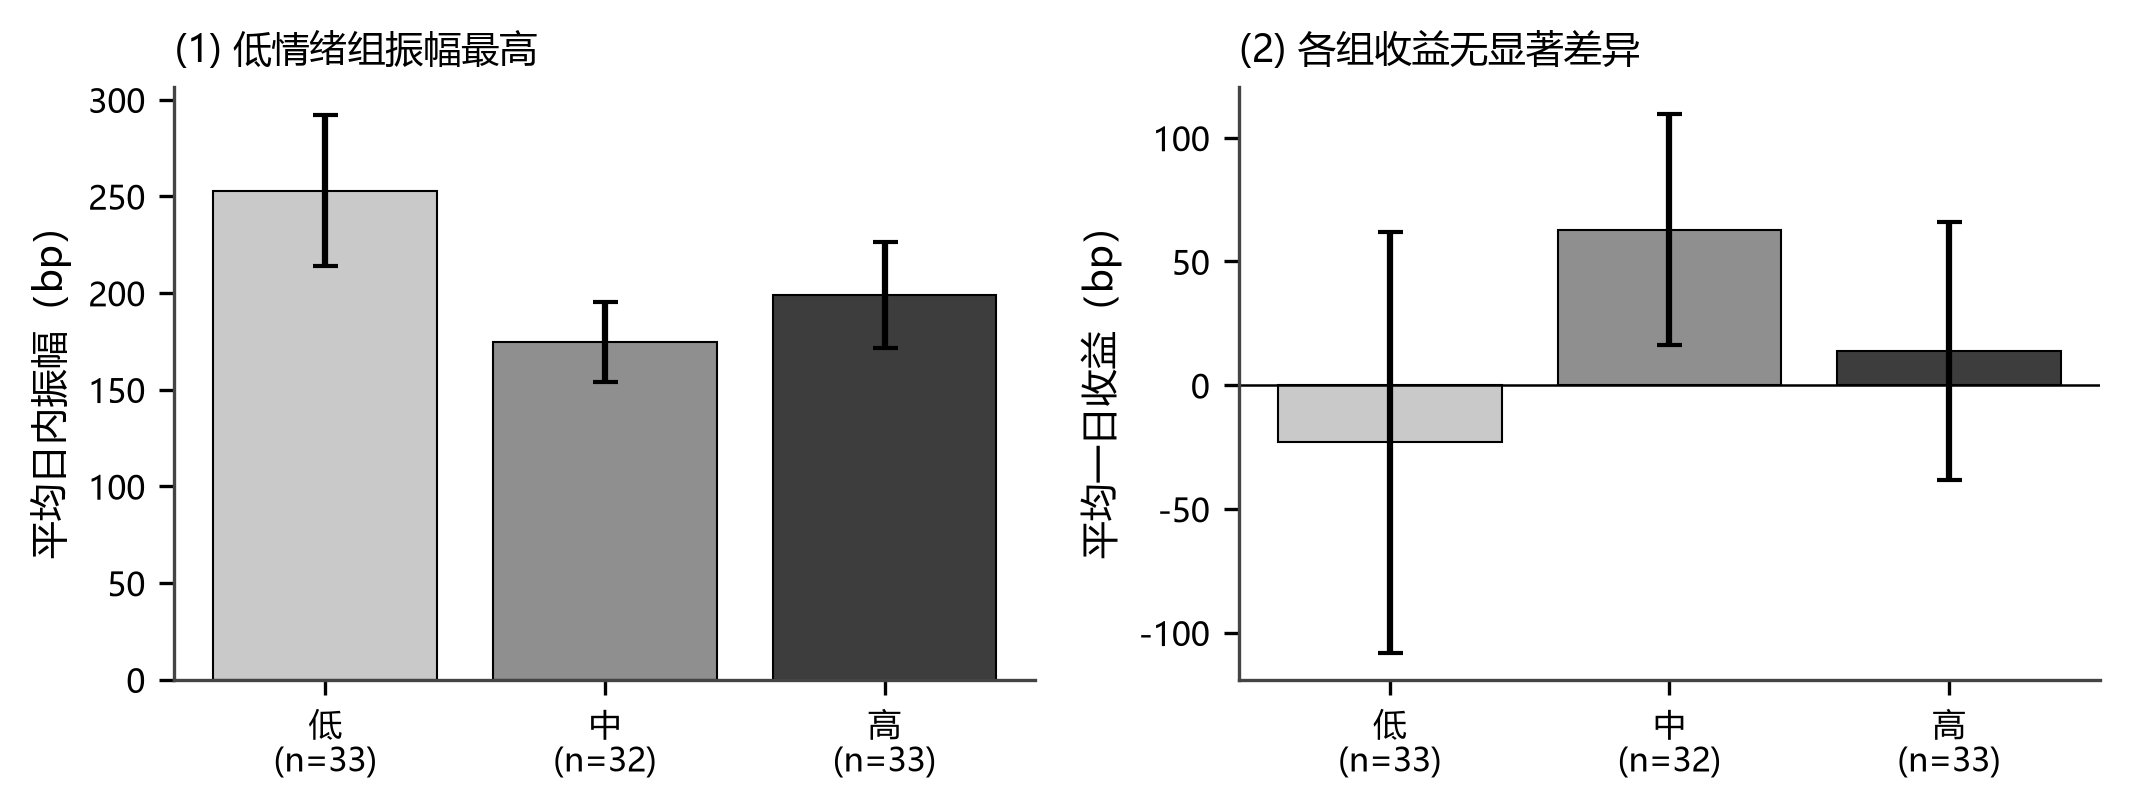 (1) 低情绪组振幅最高
平均日内振幅（bp）
300
250
200
150
100
50
0
低
(n=33)
中
(n=32)
高
(n=33)
(2) 各组收益无显著差异
平均一日收益（bp）
100
50
0
-50
-100
低
(n=33)
中
(n=32)
高
(n=33)